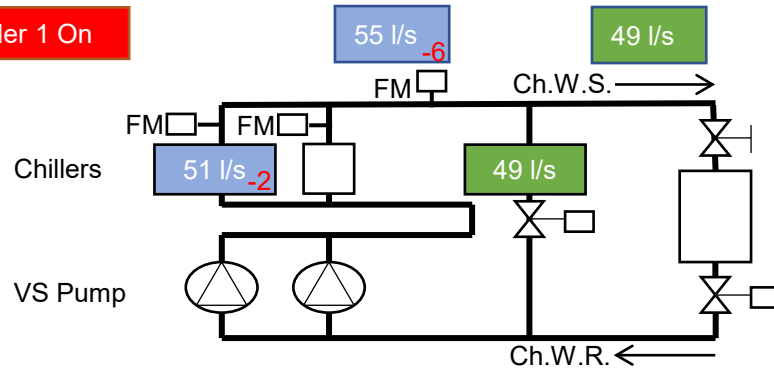 ler 1 On
55 l/s
-6
49 l/s
FM
Ch.W.S.
FM
FM
Chillers
51 l/s
-2
49 l/s
VS Pump
Ch.W.R.